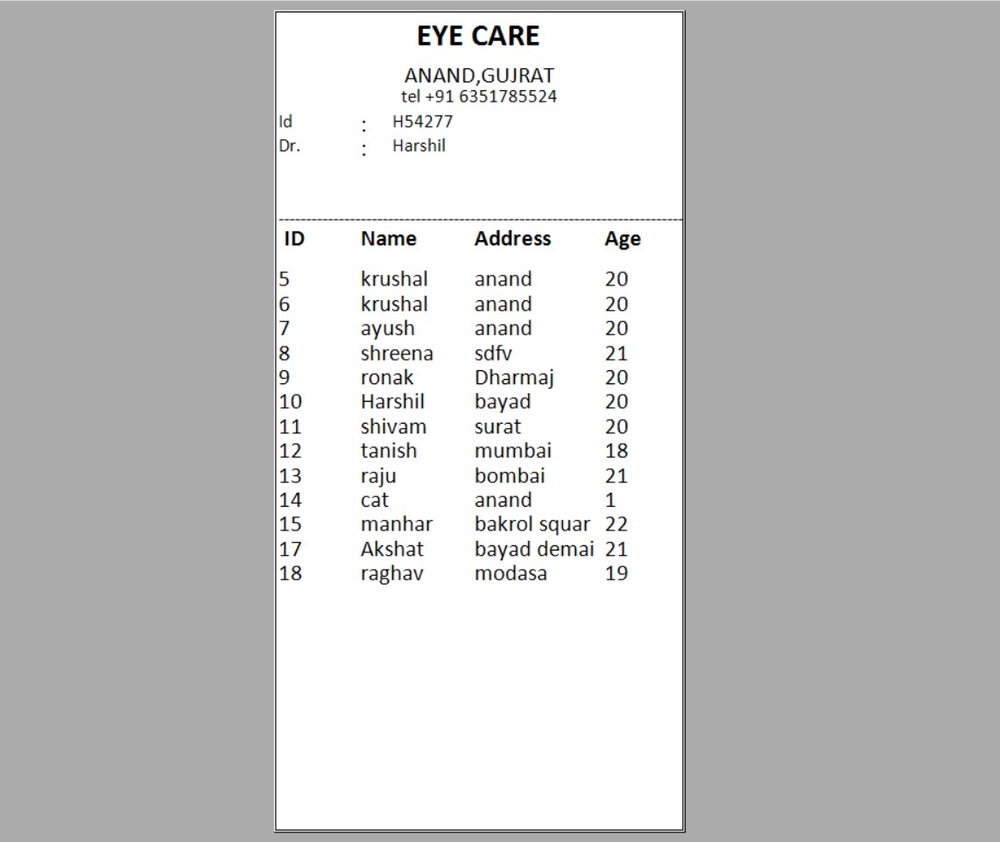 EYE CARE
ANAND,GUJRAT
tel +91 6351785524
Id : H54277
Dr. : Harshil
ID Name Address Age
5 krushal anand 20
6 krushal anand 20
7 ayush anand 20
8 shreena sdfv 21
9 ronak Dharmaj 20
10 Harshil bayad 20
11 shivam surat 20
12 tanish mumbai 18
13 raju bombai 21
14 cat anand 1
15 manhar bakrol squar 22
17 Akshat bayad demai 21
18 raghav modasa 19